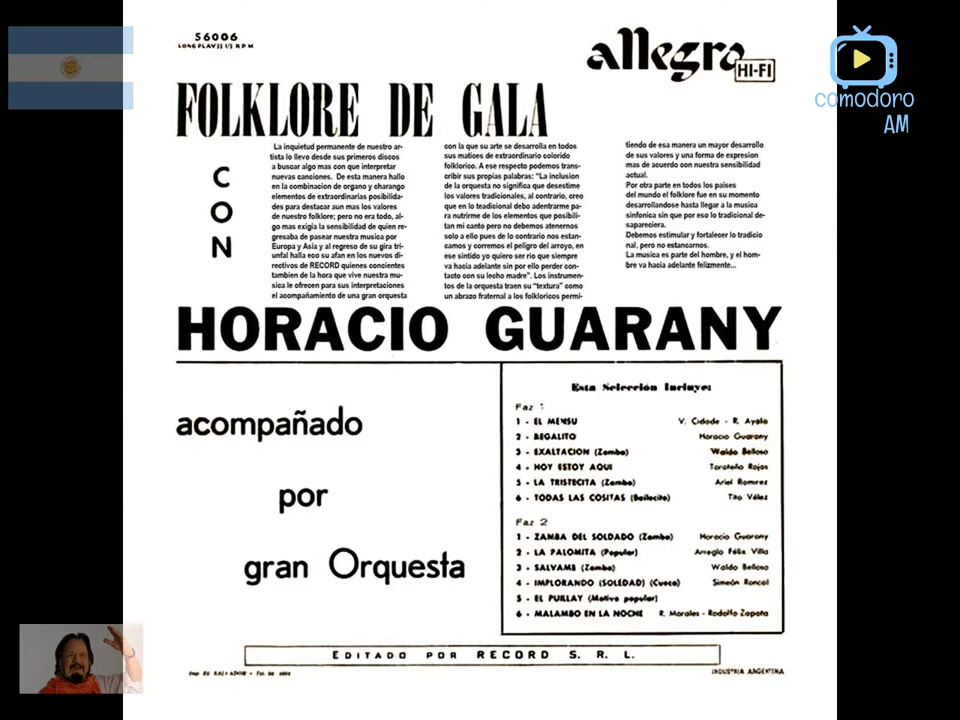 56006
LONG PLAY 33 1/3 RPM
allegro
HI-FI
comodoro
AM
FOLKLORE DE GALA
CON
La inquietud permanente de nuestro ar-
tista lo llevo desde sus primeros discos
a buscar algo mas con que interpretar
nuevas canciones. De esta manera hallo
en la combinacion de organo y charango
elementos de extraordinarias posibilida-
des para destacar aun mas los valores
de nuestro folklore; pero no era todo, al-
go mas exigia la sensibilidad de quien re-
gresaba de pasear nuestra musica por
Europa y Asia y al regreso de su gira tri-
unfal halla eco su afan en los nuevos di-
rectivos de RECORD quienes concientes
tambien de la hora que vive nuestra mu-
sica le ofrecen para sus interpretaciones
el acompañamiento de una gran orquesta
con la que su arte se desarrolla en todos
sus matices de extraordinario colorido
folklorico. A ese respecto podemos trans-
cribir sus propias palabras: "La inclusion
de la orquesta no significa que desestime
los valores tradicionales, al contrario, creo
que en lo teadicional debo adentrarme pa-
ra nutrirme de los elementos que posibili-
tan mi canto pero no debemos atenernos
solo a ello pues de lo contrario nos estan-
camos y corremos el peligro del arroyo, en
ese sintido yo quiero ser rio que siempre
va hacia adelante sin por ello perder con-
tacto con su lecho madre". Los instrumen-
tos de la orquesta traen su "textura" como
un abrazo fraternal a los folkloricos permi-
tiendo de esa manera un mayor desarrollo
de sus valores y una forma de expresion
mas de acuerdo con nuestra sensibilidad
actual.
Por otra parte en todos los paises
del mundo el folklore fue en su momento
desarrollandose hasta llegar a la musica
sinfonica sin que por eso lo tradicional de-
sapareciera.
Debemos estimular y fortalecer lo tradicio
nal, pero no estancarnos.
La musica es parte del hombre, y el hom-
bre va hacia adelante felizmente...
HORACIO GUARANY
acompañado
por
gran Orquesta
Esta Selección Incluye:
Faz 1
1 - EL MENSU V. Cidade - R. Ayala
2 - REGALITO Horacio Guarany
3 - EXALTACION (Zamba) Waldo Belloso
4 - HOY ESTOY AQUI Tarateño Rojas
5 - LA TRISTECITA (Zamba) Ariel Ramirez
6 - TODAS LAS COSITAS (Bailecito) Tito Véliz
Faz 2
1 - ZAMBA DEL SOLDADO (Zamba) Horacio Guarany
2 - LA PALOMITA (Popular) Arreglo Félix Villa
3 - SALVAMB (Zamba) Waldo Belloso
4 - IMPLORANDO (SOLEDAD) (Cueca) Simeón Roncal
5 - EL PUJLLAY (Motivo popular)
6 - MALAMBO EN LA NOCHE R. Morales - Rodolfo Zapata
EDITADO POR RECORD S. R. L.
Imp. EL SALVADOR -
INDUSTRIA ARGENTINA